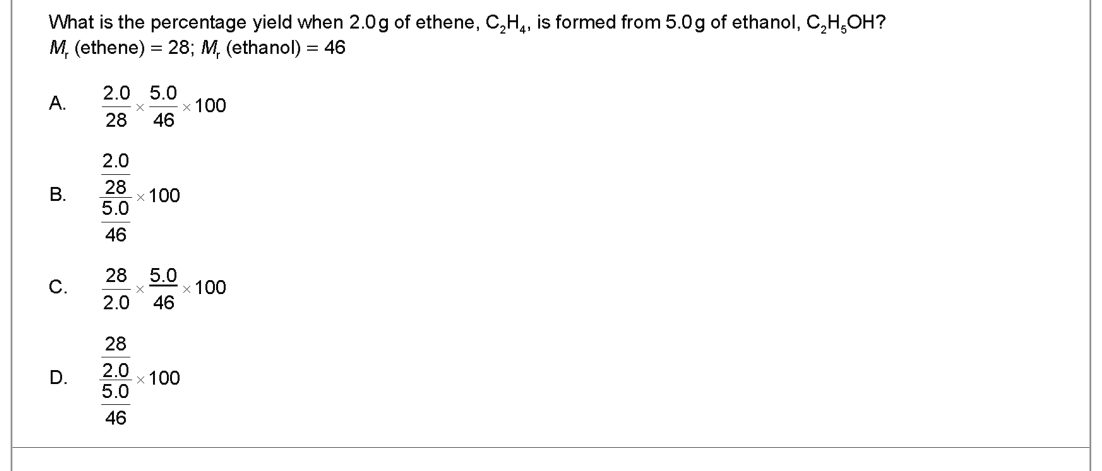 What is the percentage yield when 2.0 g of ethene, C₂H₄, is formed from 5.0 g of ethanol, C₂H₅OH?
Mᵣ (ethene) = 28; Mᵣ (ethanol) = 46
A. 2.0/28 × 5.0/46 × 100
B. (2.0/28)/(5.0/46) × 100
C. 28/2.0 × 5.0/46 × 100
D. (28/2.0)/(5.0/46) × 100